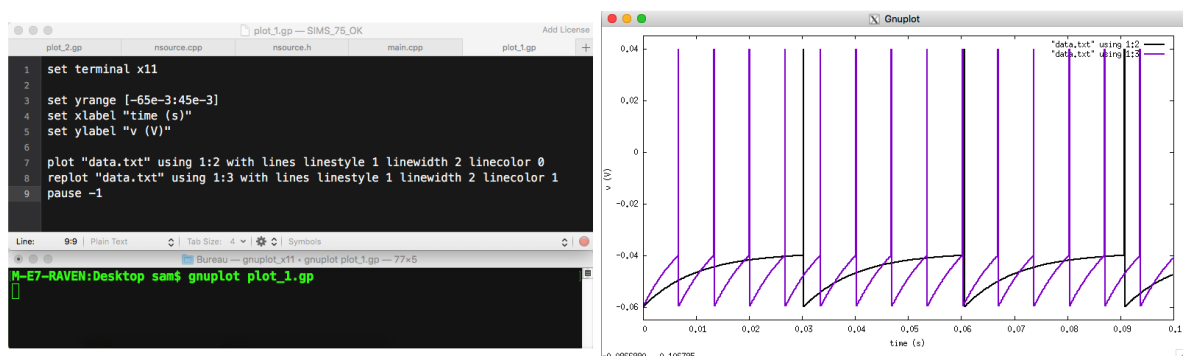 plot_1.gp — SIMS_75_OK
Add License
plot_2.gp nsource.cpp nsource.h main.cpp plot_1.gp +
1 set terminal x11
2
3 set yrange [-65e-3:45e-3]
4 set xlabel "time (s)"
5 set ylabel "v (V)"
6
7 plot "data.txt" using 1:2 with lines linestyle 1 linewidth 2 linecolor 0
8 replot "data.txt" using 1:3 with lines linestyle 1 linewidth 2 linecolor 1
9 pause -1
Line: 9:9 Plain Text Tab Size: 4 Symbols
Bureau — gnuplot_x11 ◂ gnuplot plot_1.gp — 77×5
M-E7-RAVEN:Desktop sam$ gnuplot plot_1.gp
X Gnuplot
"data.txt" using 1:2
"data.txt" using 1:3
0.04
0.02
0
-0.02
-0.04
-0.06
v (V)
0 0.01 0.02 0.03 0.04 0.05 0.06 0.07 0.08 0.09 0.1
time (s)